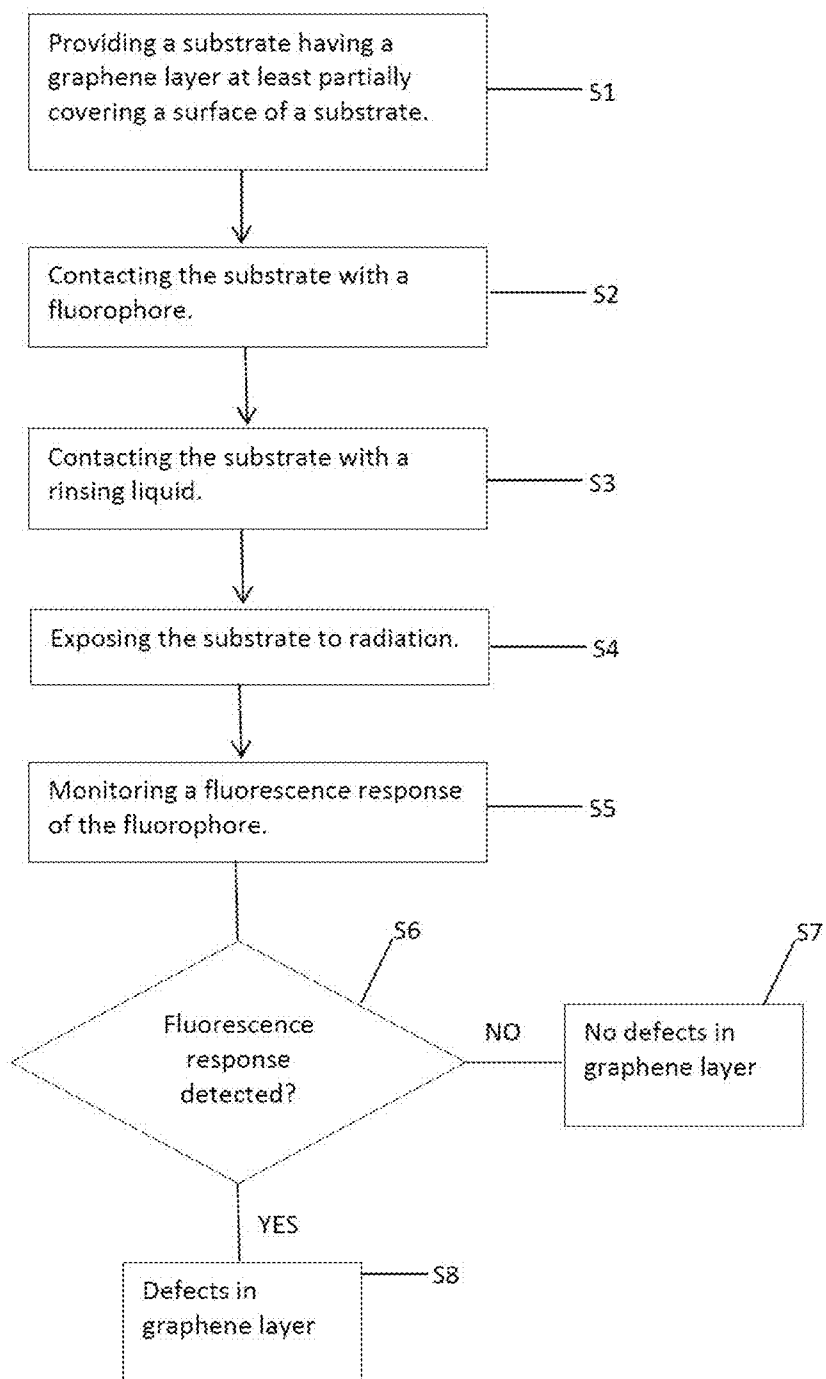 Providing a substrate having a
graphene layer at least partially
covering a surface of a substrate.
S1
Contacting the substrate with a
fluorophore.
S2
Contacting the substrate with a
rinsing liquid.
S3
Exposing the substrate to radiation.
S4
Monitoring a fluorescence response
of the fluorophore.
S5
S6
Fluorescence
response
detected?
NO
S7
No defects in
graphene layer
YES
S8
Defects in
graphene layer